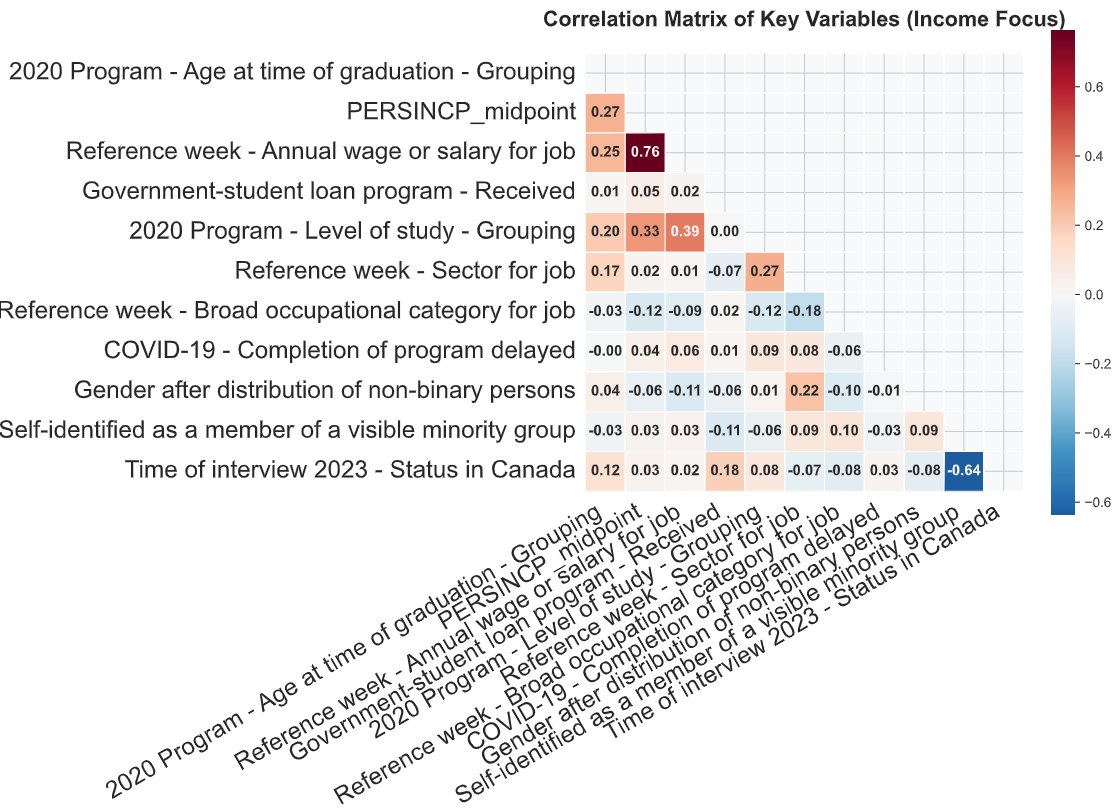 Correlation Matrix of Key Variables (Income Focus)
2020 Program - Age at time of graduation - Grouping
PERSINCP_midpoint 0.27
Reference week - Annual wage or salary for job 0.25 0.76
Government-student loan program - Received 0.01 0.05 0.02
2020 Program - Level of study - Grouping 0.20 0.33 0.39 0.00
Reference week - Sector for job 0.17 0.02 0.01 -0.07 0.27
Reference week - Broad occupational category for job -0.03 -0.12 -0.09 0.02 -0.12 -0.18
COVID-19 - Completion of program delayed -0.00 0.04 0.06 0.01 0.09 0.08 -0.06
Gender after distribution of non-binary persons 0.04 -0.06 -0.11 -0.06 0.01 0.22 -0.10 -0.01
Self-identified as a member of a visible minority group -0.03 0.03 0.03 -0.11 -0.06 0.09 0.10 -0.03 0.09
Time of interview 2023 - Status in Canada 0.12 0.03 0.02 0.18 0.08 -0.07 -0.08 0.03 -0.08 -0.64
2020 Program - Age at time of graduation - Grouping
PERSINCP_midpoint
Reference week - Annual wage or salary for job
Government-student loan program - Received
2020 Program - Level of study - Grouping
Reference week - Sector for job
Reference week - Broad occupational category for job
COVID-19 - Completion of program delayed
Gender after distribution of non-binary persons
Self-identified as a member of a visible minority group
Time of interview 2023 - Status in Canada
0.6
0.4
0.2
0.0
−0.2
−0.4
−0.6